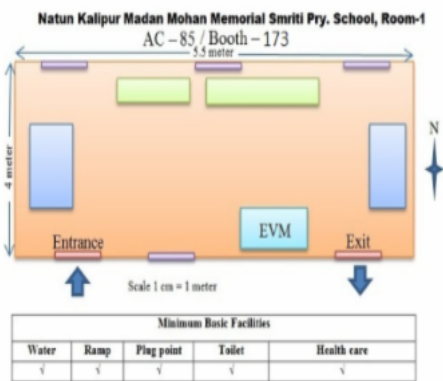 Natun Kalipur Madan Mohan Memorial Smriti Pry. School, Room-1
AC – 85 / Booth – 173
5.5 meter
4 meter
N
EVM
Entrance
Exit
Scale 1 cm = 1 meter
Minimum Basic Facilities
Water Ramp Plug point Toilet Health care
√ √ √ √ √